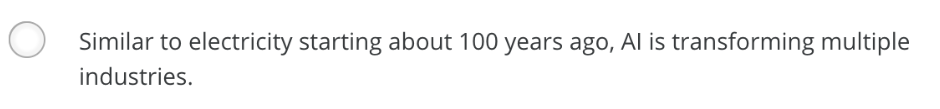 Similar to electricity starting about 100 years ago, AI is transforming multiple
industries.